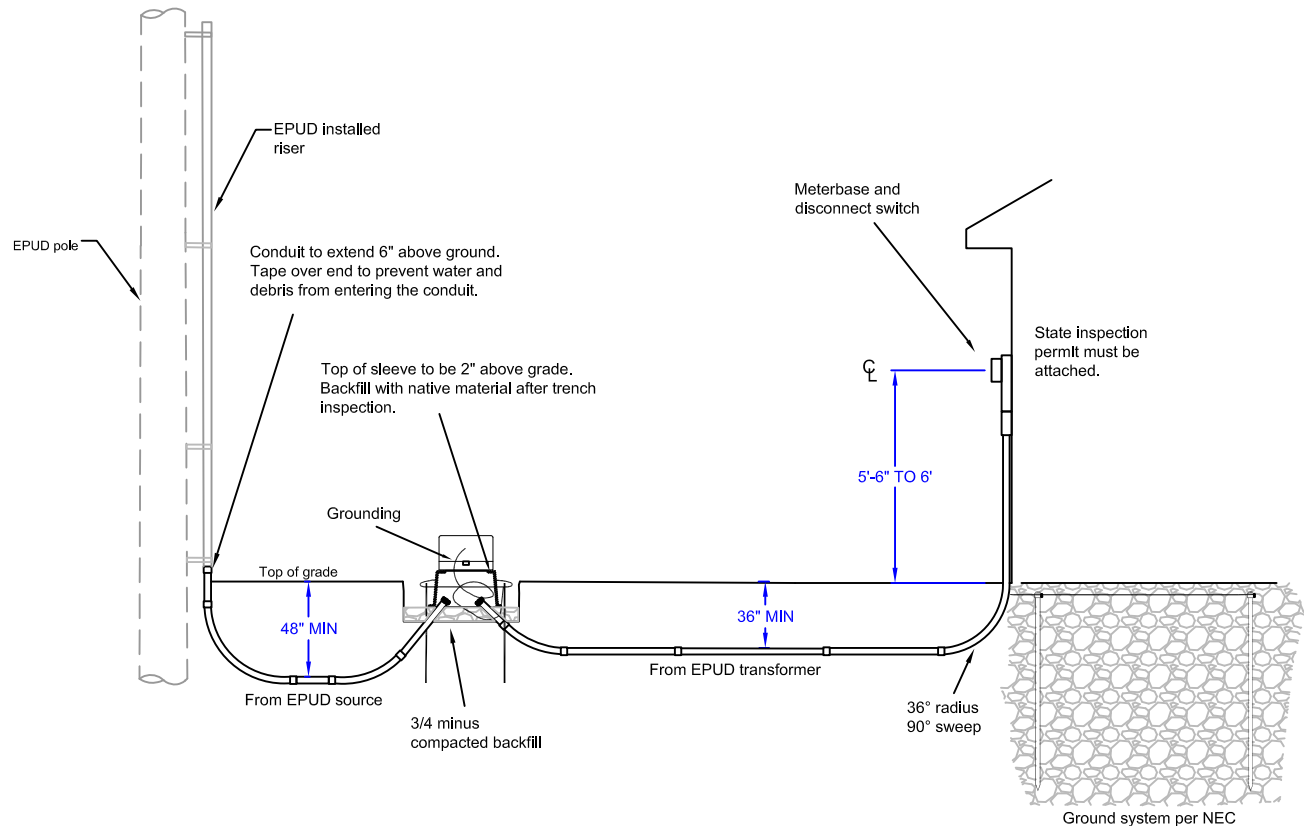 EPUD installed
riser
EPUD pole
Conduit to extend 6" above ground.
Tape over end to prevent water and
debris from entering the conduit.
Top of sleeve to be 2" above grade.
Backfill with native material after trench
inspection.
Meterbase and
disconnect switch
State inspection
permit must be
attached.
℄
5'-6" TO 6'
Grounding
Top of grade
48" MIN
36" MIN
From EPUD source
From EPUD transformer
3/4 minus
compacted backfill
36° radius
90° sweep
Ground system per NEC